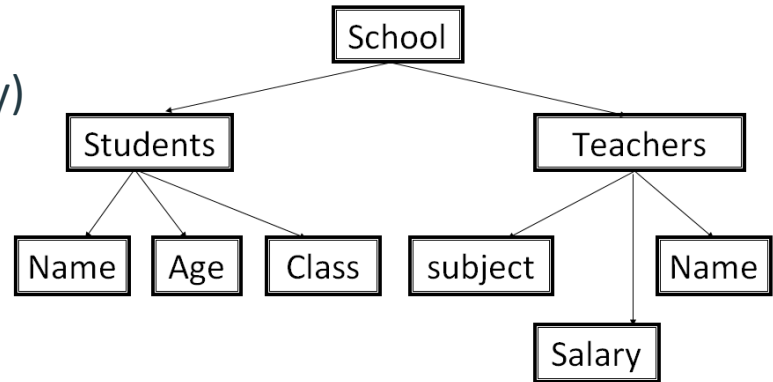 School
y)
Students
Teachers
Name
Age
Class
subject
Name
Salary